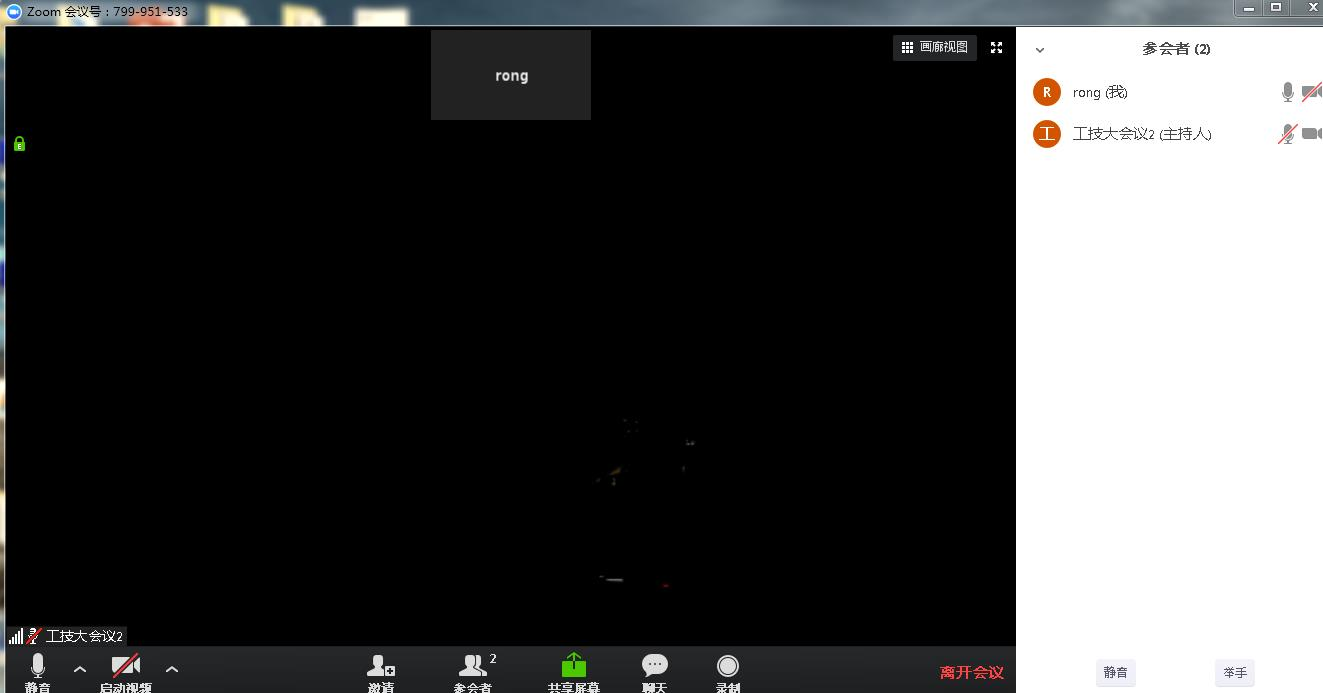 Zoom 会议号：799-951-533
rong
画廊视图
E
参会者 (2)
R
rong (我)
工
工技大会议2 (主持人)
工技大会议2
静音
启动视频
邀请
2
参会者
共享屏幕
聊天
录制
离开会议
静音
举手